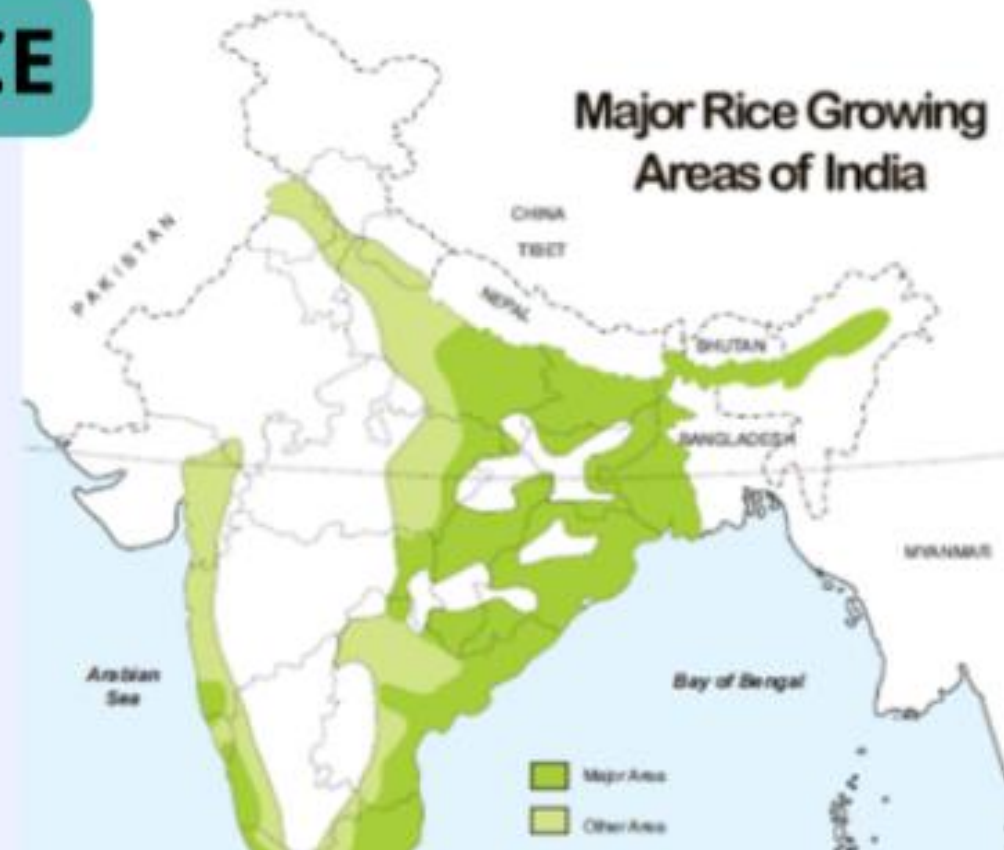 CE
Major Rice Growing
Areas of India
CHINA
TIBET
PAKISTAN
NEPAL
BHUTAN
BANGLADESH
MYANMAR
Arabian
Sea
Bay of Bengal
Major Area
Other Area